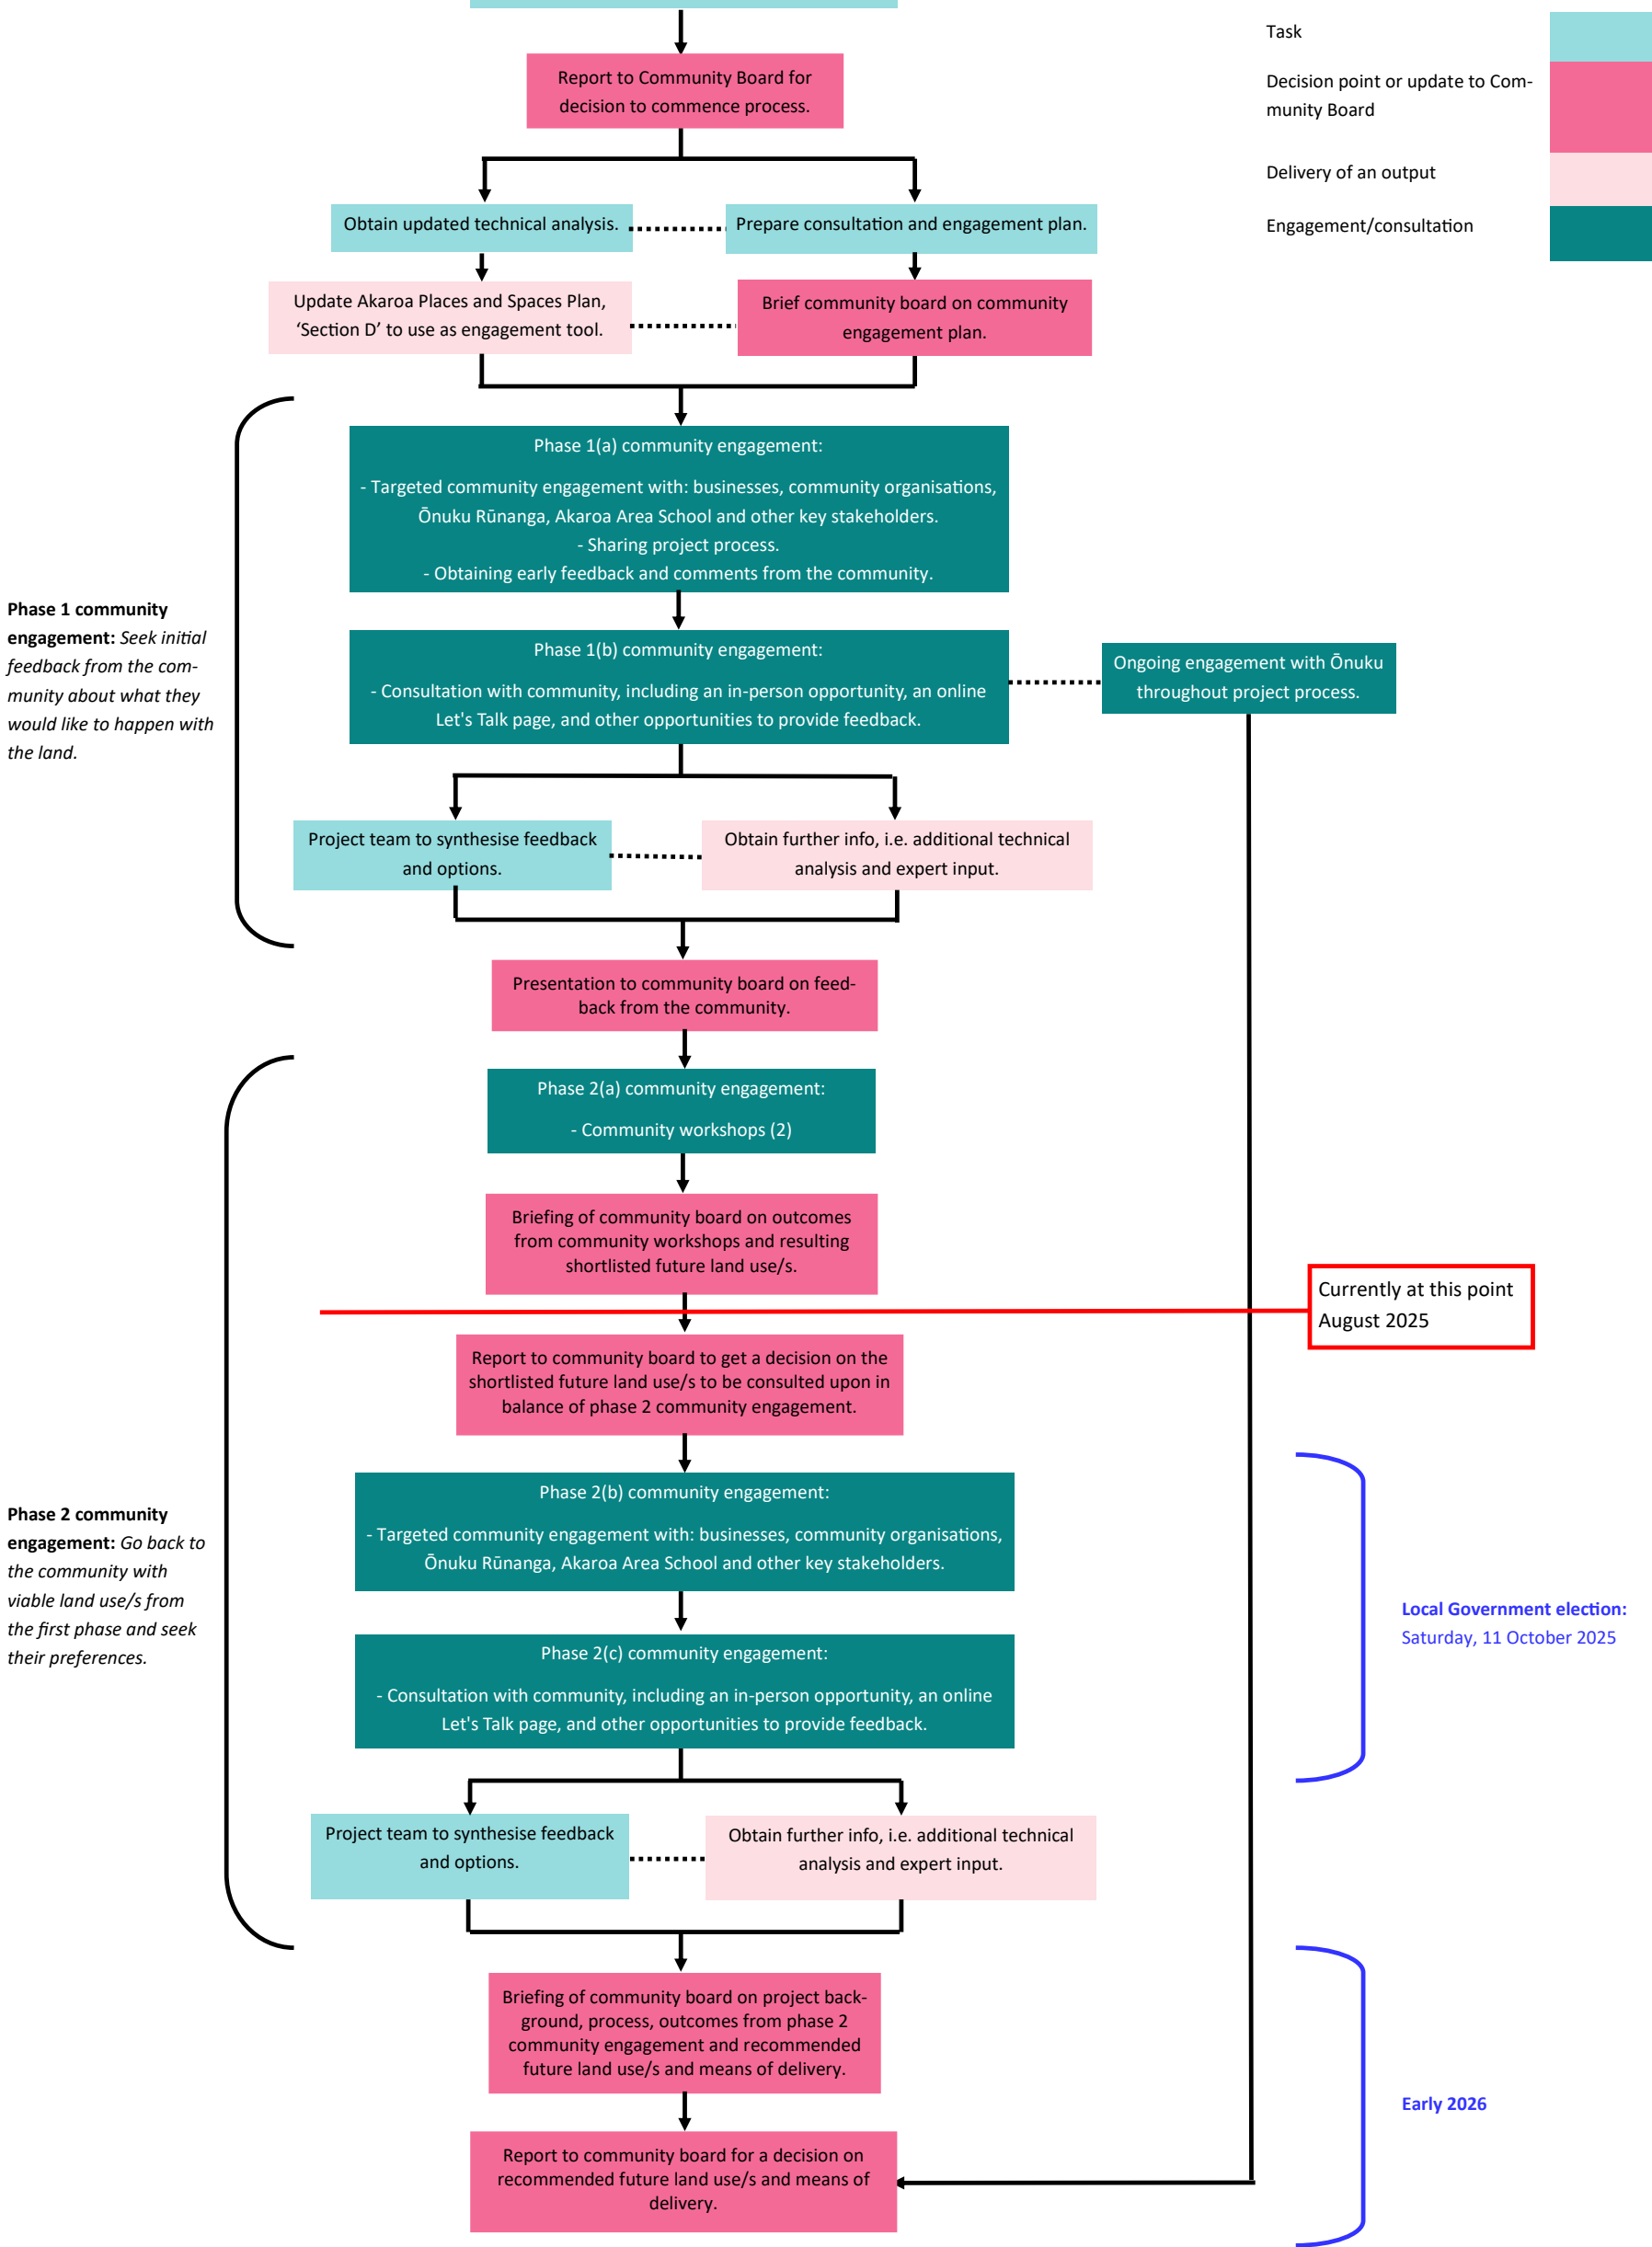 Task
Decision point or update to Com-
munity Board
Delivery of an output
Engagement/consultation
Report to Community Board for
decision to commence process.
Obtain updated technical analysis.
Prepare consultation and engagement plan.
Update Akaroa Places and Spaces Plan,
‘Section D’ to use as engagement tool.
Brief community board on community
engagement plan.
Phase 1(a) community engagement:
- Targeted community engagement with: businesses, community organisations,
Ōnuku Rūnanga, Akaroa Area School and other key stakeholders.
- Sharing project process.
- Obtaining early feedback and comments from the community.
Phase 1 community
engagement: Seek initial
feedback from the com-
munity about what they
would like to happen with
the land.
Phase 1(b) community engagement:
- Consultation with community, including an in-person opportunity, an online
Let's Talk page, and other opportunities to provide feedback.
Ongoing engagement with Ōnuku
throughout project process.
Project team to synthesise feedback
and options.
Obtain further info, i.e. additional technical
analysis and expert input.
Presentation to community board on feed-
back from the community.
Phase 2(a) community engagement:
- Community workshops (2)
Briefing of community board on outcomes
from community workshops and resulting
shortlisted future land use/s.
Currently at this point
August 2025
Report to community board to get a decision on the
shortlisted future land use/s to be consulted upon in
balance of phase 2 community engagement.
Phase 2(b) community engagement:
- Targeted community engagement with: businesses, community organisations,
Ōnuku Rūnanga, Akaroa Area School and other key stakeholders.
Phase 2 community
engagement: Go back to
the community with
viable land use/s from
the first phase and seek
their preferences.
Local Government election:
Saturday, 11 October 2025
Phase 2(c) community engagement:
- Consultation with community, including an in-person opportunity, an online
Let's Talk page, and other opportunities to provide feedback.
Project team to synthesise feedback
and options.
Obtain further info, i.e. additional technical
analysis and expert input.
Briefing of community board on project back-
ground, process, outcomes from phase 2
community engagement and recommended
future land use/s and means of delivery.
Early 2026
Report to community board for a decision on
recommended future land use/s and means of
delivery.